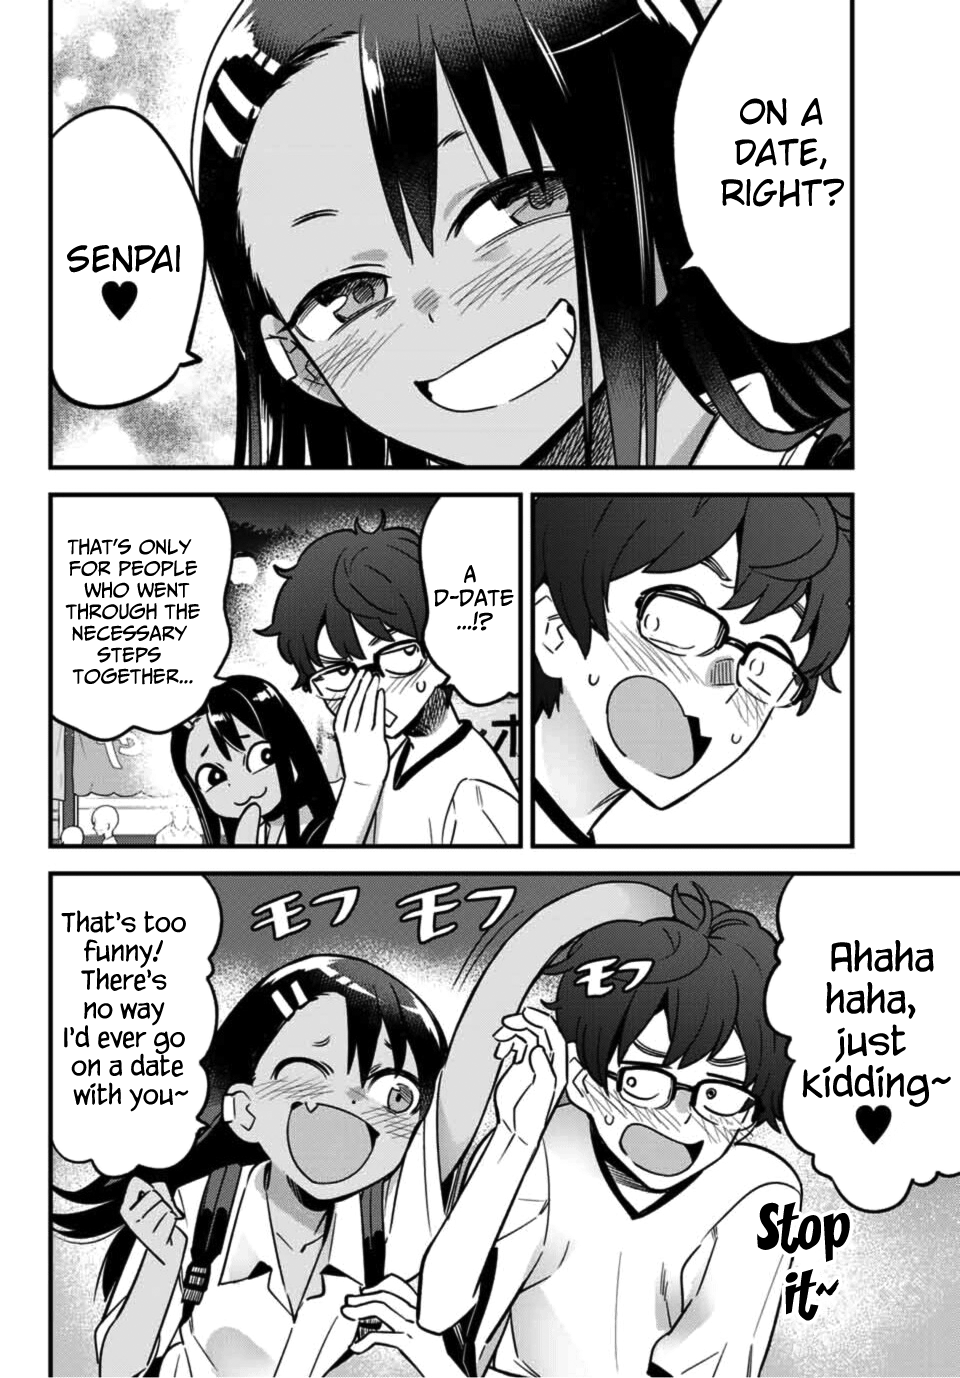 ON A
DATE,
RIGHT?
SENPAI
♥
A
D-DATE
...!?
THAT'S ONLY
FOR PEOPLE
WHO WENT
THROUGH THE
NECESSARY
STEPS
TOGETHER...
Ahaha
haha,
just
kidding~
♥
モフ
モフ
モフ
That's too
funny!
There's
no way
I'd ever go
on a date
with you~
Stop
it~